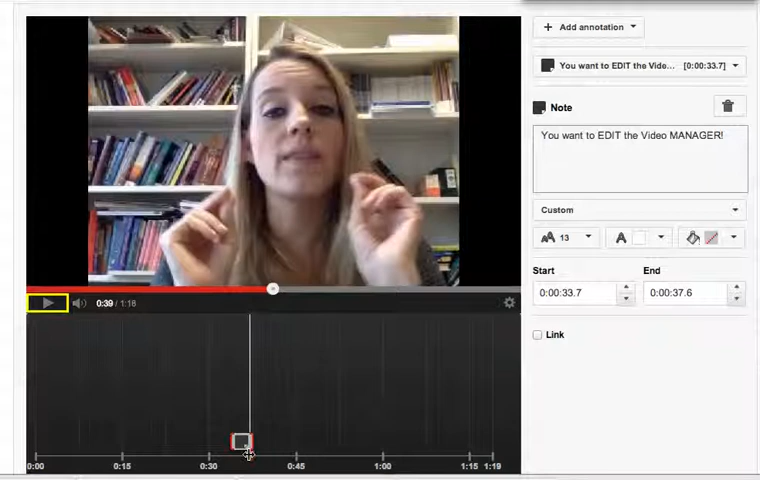 + Add annotation
You want to EDIT the Vide... [0:00:33.7]
Note
You want to EDIT the Video MANAGER!
Custom
AA 13
A
Start
End
0:00:33.7
0:00:37.6
Link
0:39 / 1:18
0:00
0:15
0:30
0:45
1:00
1:15
1:19